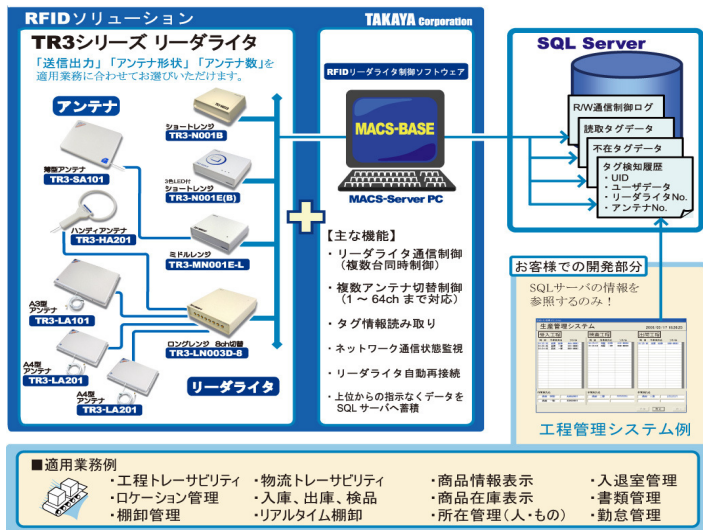 RFIDソリューション
TAKAYA Corporation
TR3シリーズ リーダライタ
「送信出力」「アンテナ形状」「アンテナ数」を
適用業務に合わせてお選びいただけます。
アンテナ
薄型アンテナ
TR3-SA101
ハンディアンテナ
TR3-HA201
A3型
アンテナ
TR3-LA101
A4型
アンテナ
TR3-LA201
A4型
アンテナ
TR3-LA201
ショートレンジ
TR3-N001B
3色LED付
ショートレンジ
TR3-N001E(B)
ミドルレンジ
TR3-MN001E-L
ロングレンジ 8ch切替
TR3-LN003D-8
リーダライタ
RFIDリーダライタ制御ソフトウェア
MACS-BASE
MACS-Server PC
【主な機能】
・リーダライタ通信制御
(複数台同時制御)
・複数アンテナ切替制御
(1 ~ 64ch まで対応)
・タグ情報読み取り
・ネットワーク通信状態監視
・リーダライタ自動再接続
・上位からの指示なくデータを
SQL サーバへ蓄積
SQL Server
R/W通信制御ログ
読取タグデータ
不在タグデータ
タグ検知履歴
・UID
・ユーザデータ
・リーダライタNo.
・アンテナNo.
お客様での開発部分
SQLサーバの情報を
参照するのみ!
生産管理システム
工程管理システム例
■適用業務例
・工程トレーサビリティ
・物流トレーサビリティ
・商品情報表示
・入退室管理
・ロケーション管理
・入庫、出庫、検品
・商品在庫表示
・書類管理
・棚卸管理
・リアルタイム棚卸
・所在管理(人・もの)
・勤怠管理